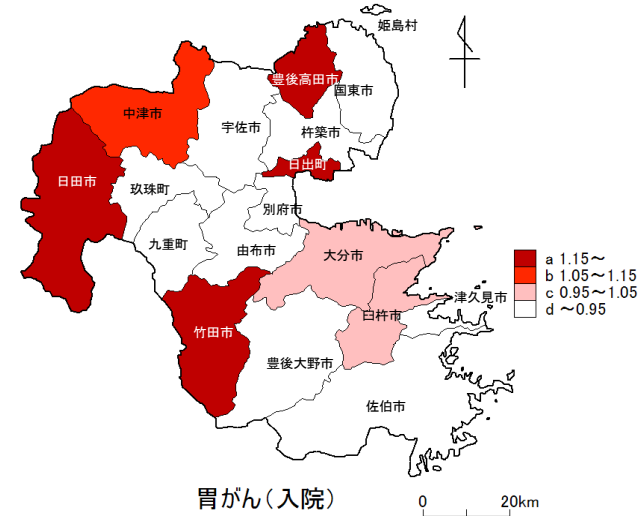 姫島村
豊後高田市
国東市
中津市
宇佐市
杵築市
日出町
日田市
玖珠町
別府市
九重町
由布市
大分市
a 1.15～
b 1.05～1.15
c 0.95～1.05
d ～0.95
津久見市
臼杵市
竹田市
豊後大野市
佐伯市
胃がん（入院）
0 20km